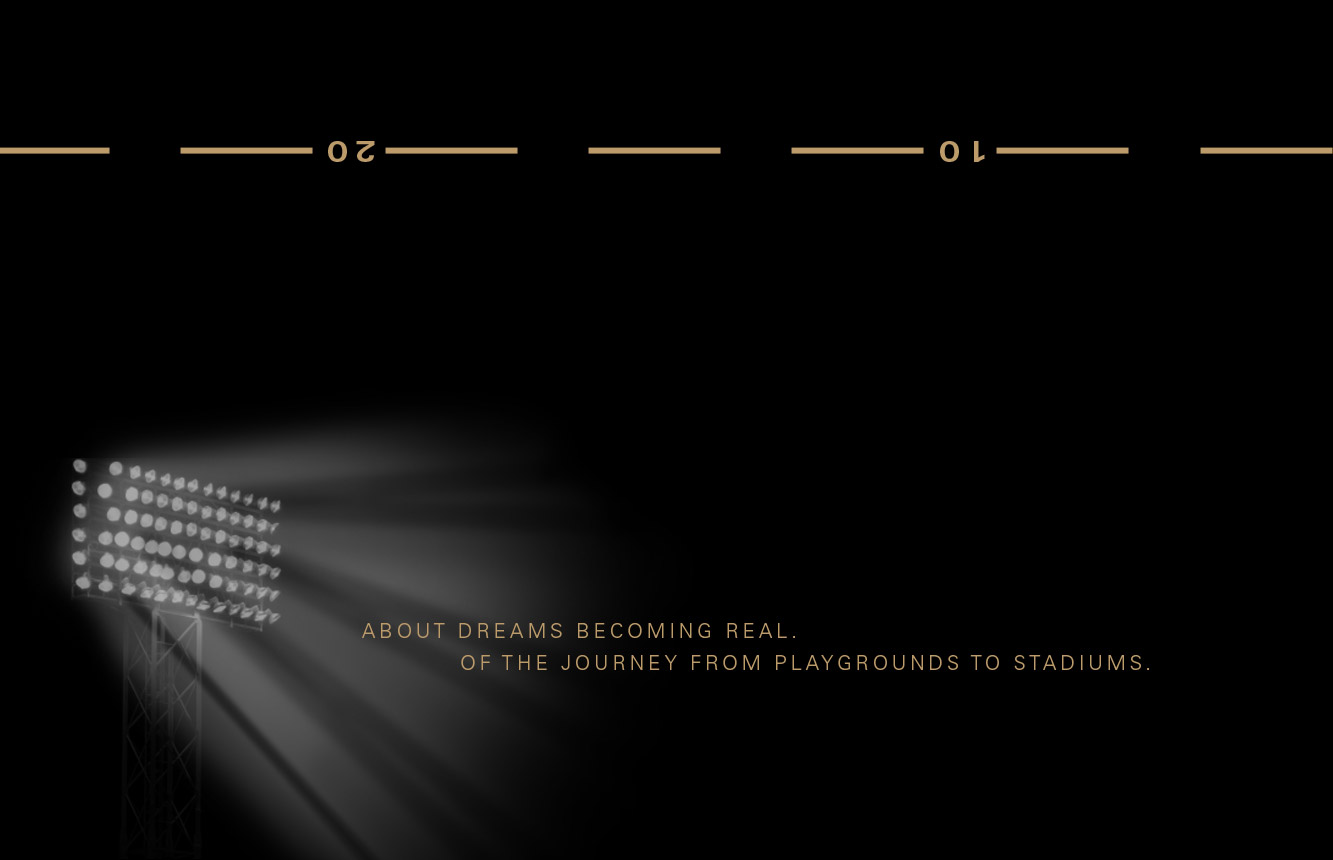 20 10
ABOUT DREAMS BECOMING REAL.
OF THE JOURNEY FROM PLAYGROUNDS TO STADIUMS.